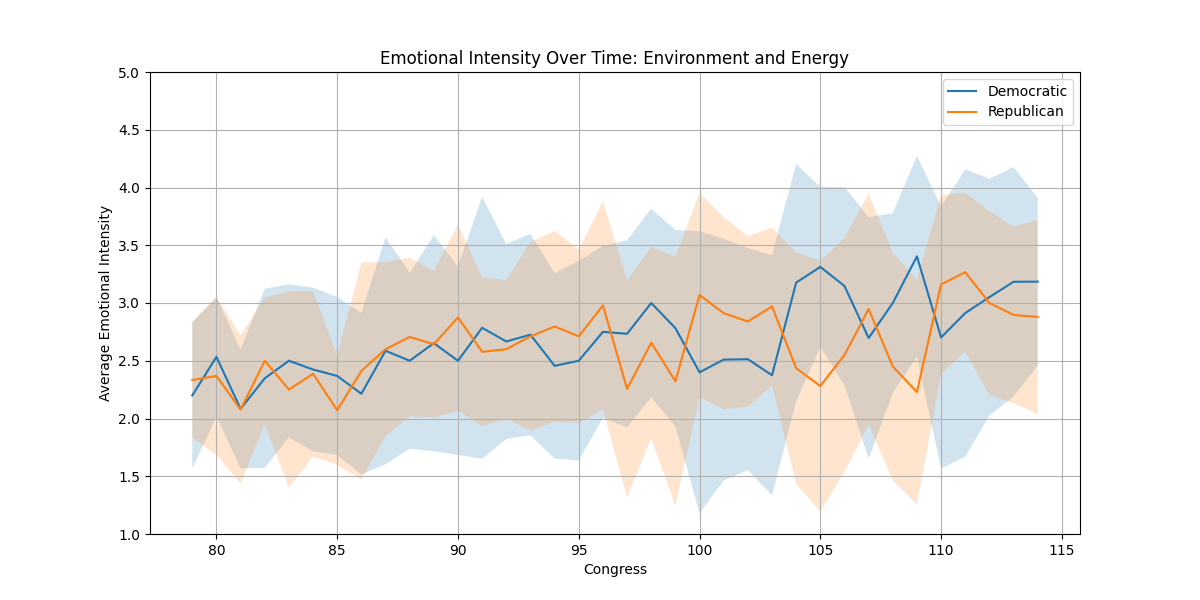 Emotional Intensity Over Time: Environment and Energy
Democratic
Republican
Average Emotional Intensity
5.0
4.5
4.0
3.5
3.0
2.5
2.0
1.5
1.0
80 85 90 95 100 105 110 115
Congress